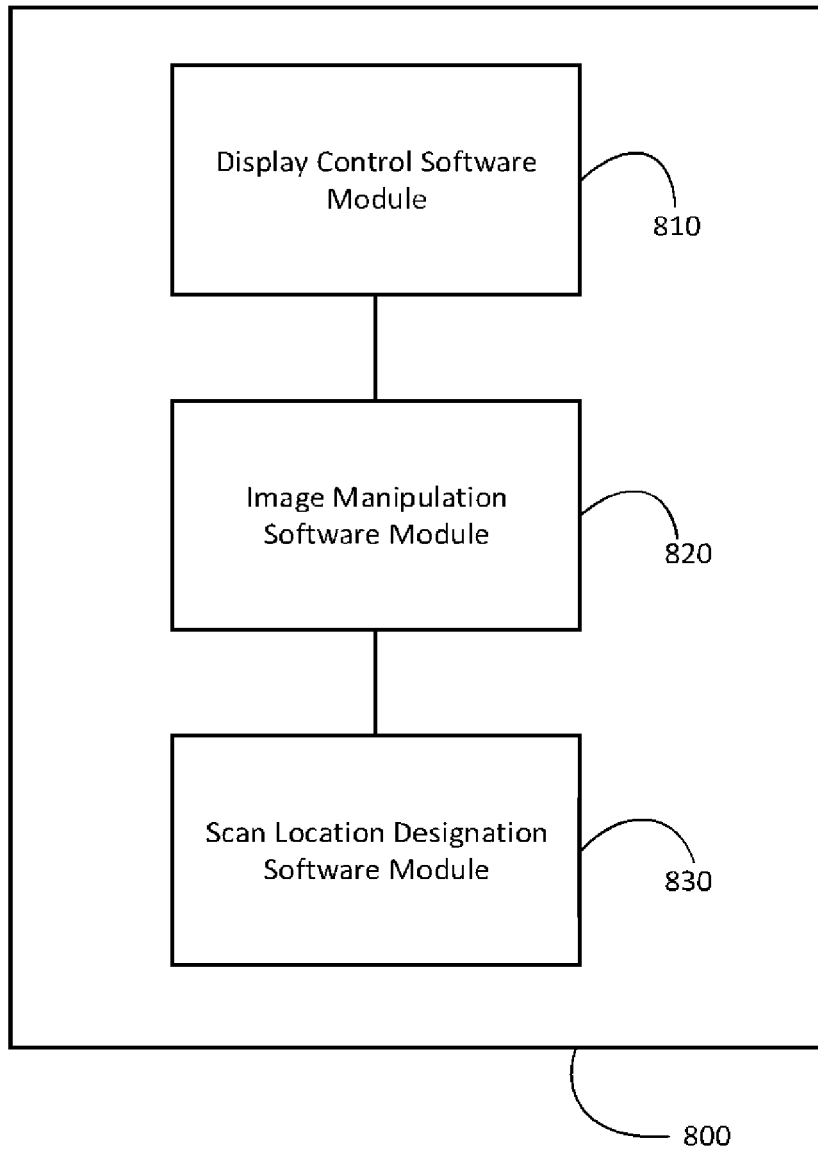 Display Control Software
Module
810
Image Manipulation
Software Module
820
Scan Location Designation
Software Module
830
800